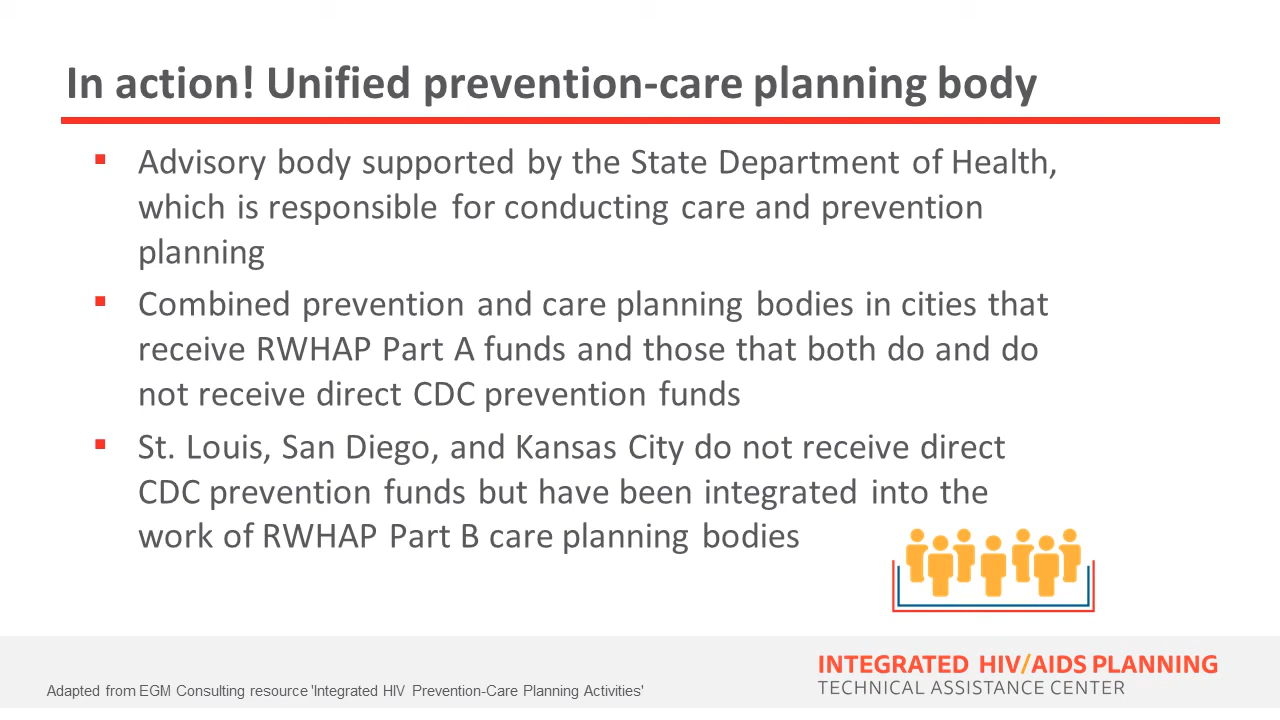 In action! Unified prevention-care planning body
▪ Advisory body supported by the State Department of Health,
which is responsible for conducting care and prevention
planning
▪ Combined prevention and care planning bodies in cities that
receive RWHAP Part A funds and those that both do and do
not receive direct CDC prevention funds
▪ St. Louis, San Diego, and Kansas City do not receive direct
CDC prevention funds but have been integrated into the
work of RWHAP Part B care planning bodies
Adapted from EGM Consulting resource 'Integrated HIV Prevention-Care Planning Activities'
INTEGRATED HIV/AIDS PLANNING
TECHNICAL ASSISTANCE CENTER